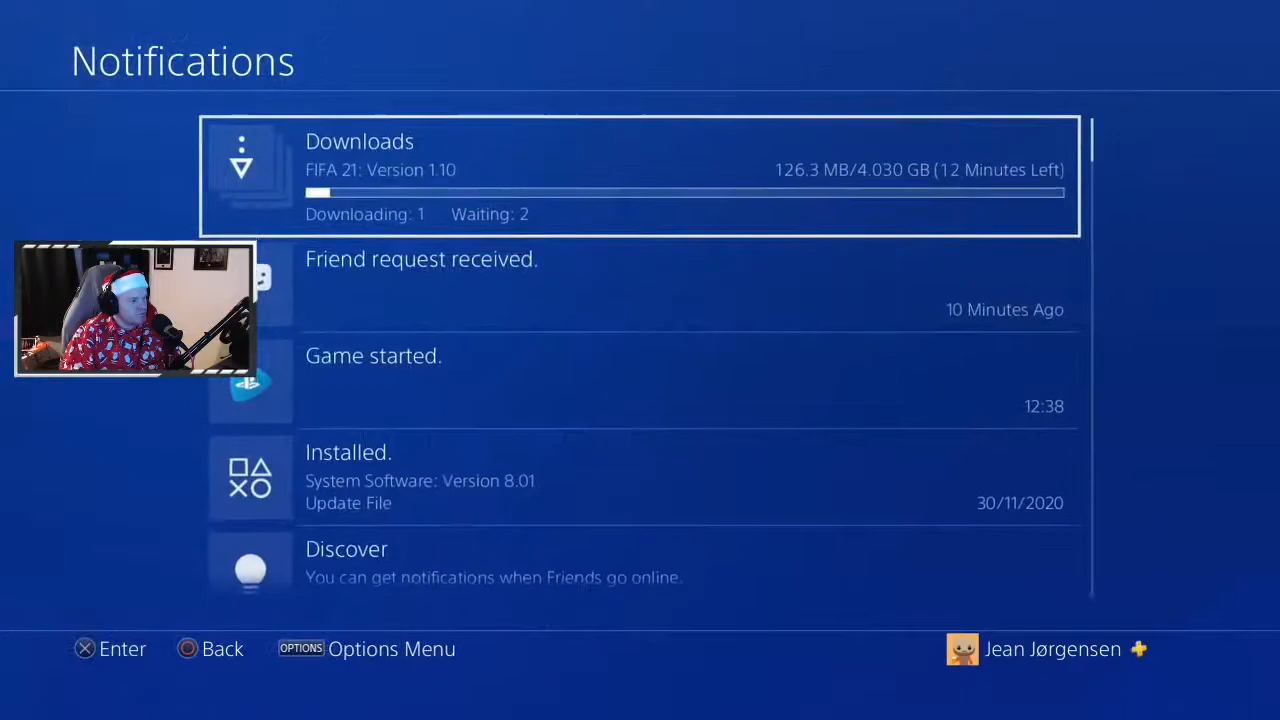 Notifications
Downloads
FIFA 21: Version 1.10
126.3 MB/4.030 GB (12 Minutes Left)
Downloading: 1 Waiting: 2
Friend request received.
10 Minutes Ago
Game started.
12:38
Installed.
System Software: Version 8.01
Update File
30/11/2020
Discover
You can get notifications when Friends go online.
Enter
Back
OPTIONS Options Menu
Jean Jørgensen